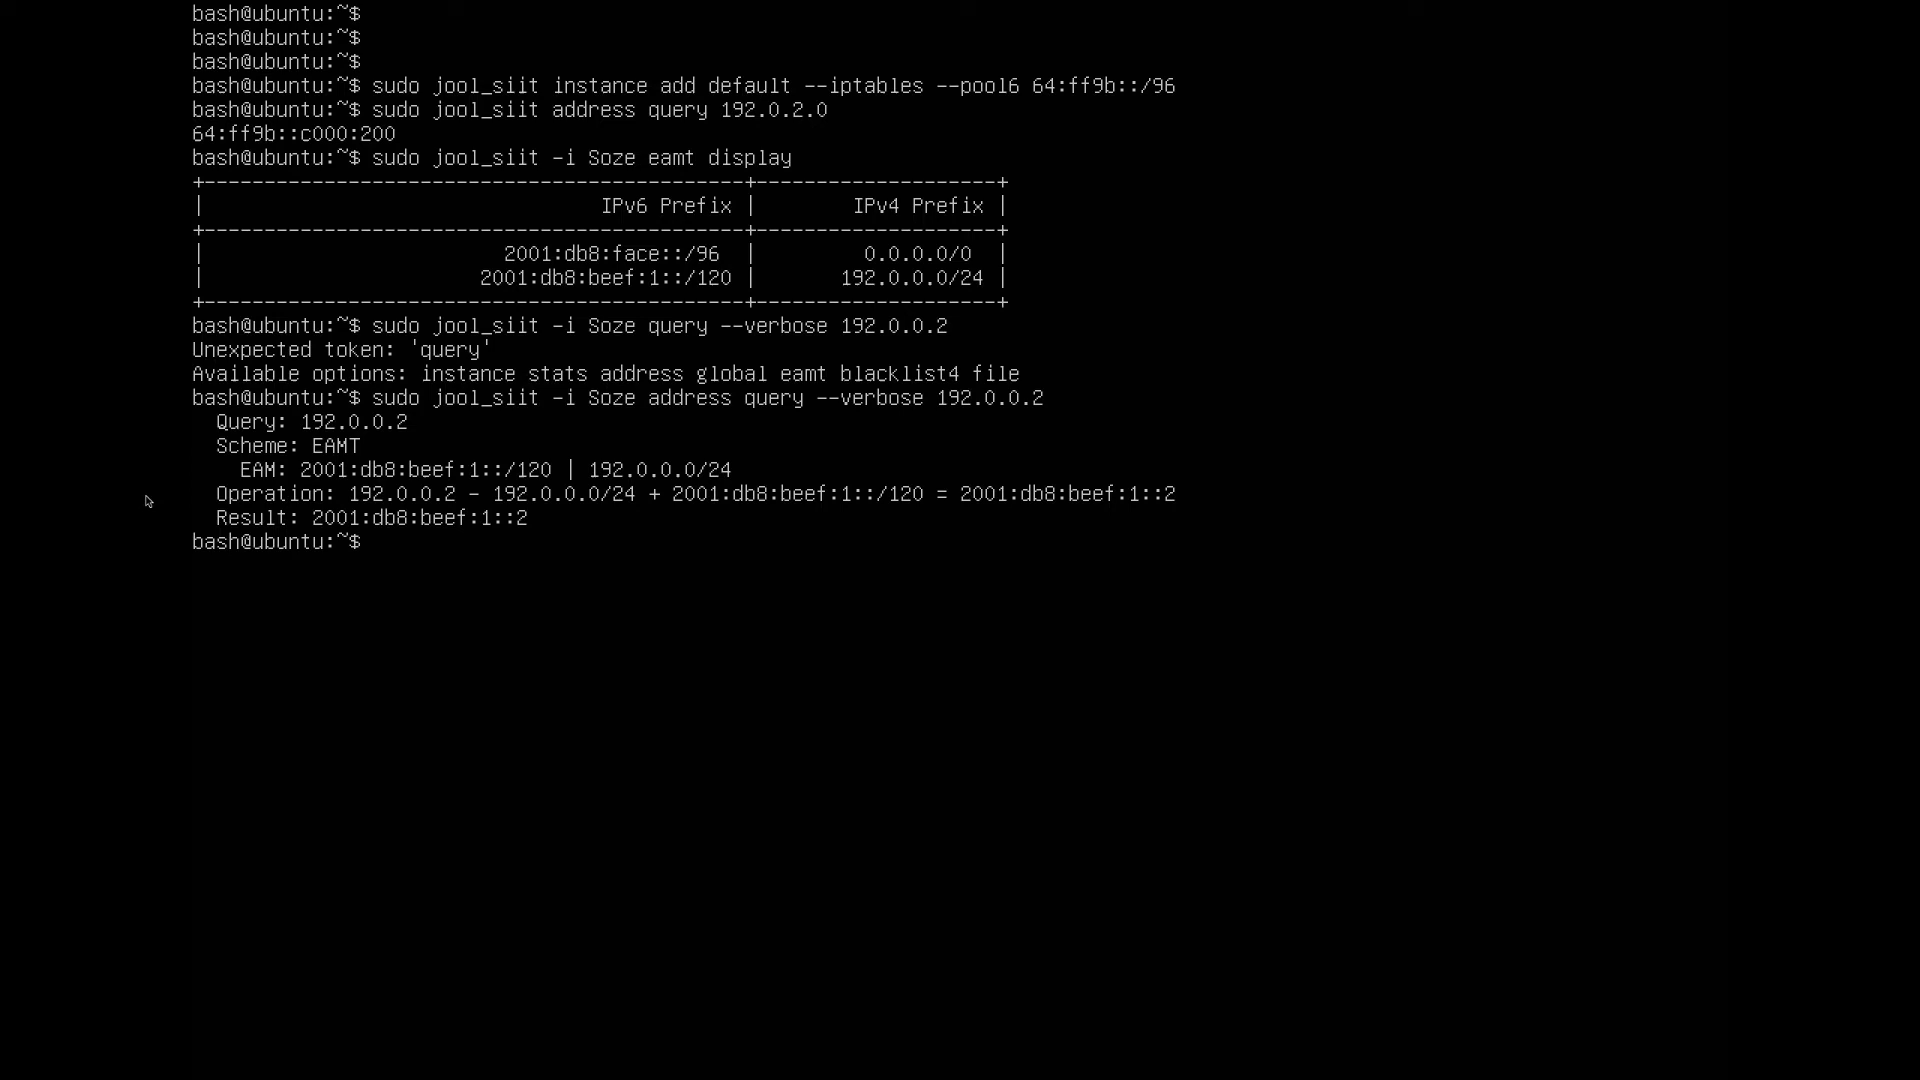 bash@ubuntu:~$
bash@ubuntu:~$
bash@ubuntu:~$
bash@ubuntu:~$ sudo jool_siit instance add default --iptables --pool6 64:ff9b::/96
bash@ubuntu:~$ sudo jool_siit address query 192.0.2.0
64:ff9b::c000:200
bash@ubuntu:~$ sudo jool_siit -i Soze eamt display
+---------------------------------------------+--------------------+
|                                 IPv6 Prefix |        IPv4 Prefix |
+---------------------------------------------+--------------------+
|                         2001:db8:face::/96  |         0.0.0.0/0  |
|                       2001:db8:beef:1::/120 |       192.0.0.0/24 |
+---------------------------------------------+--------------------+
bash@ubuntu:~$ sudo jool_siit -i Soze query --verbose 192.0.0.2
Unexpected token: 'query'
Available options: instance stats address global eamt blacklist4 file
bash@ubuntu:~$ sudo jool_siit -i Soze address query --verbose 192.0.0.2
  Query: 192.0.0.2
  Scheme: EAMT
    EAM: 2001:db8:beef:1::/120 | 192.0.0.0/24
  Operation: 192.0.0.2 - 192.0.0.0/24 + 2001:db8:beef:1::/120 = 2001:db8:beef:1::2
  Result: 2001:db8:beef:1::2
bash@ubuntu:~$